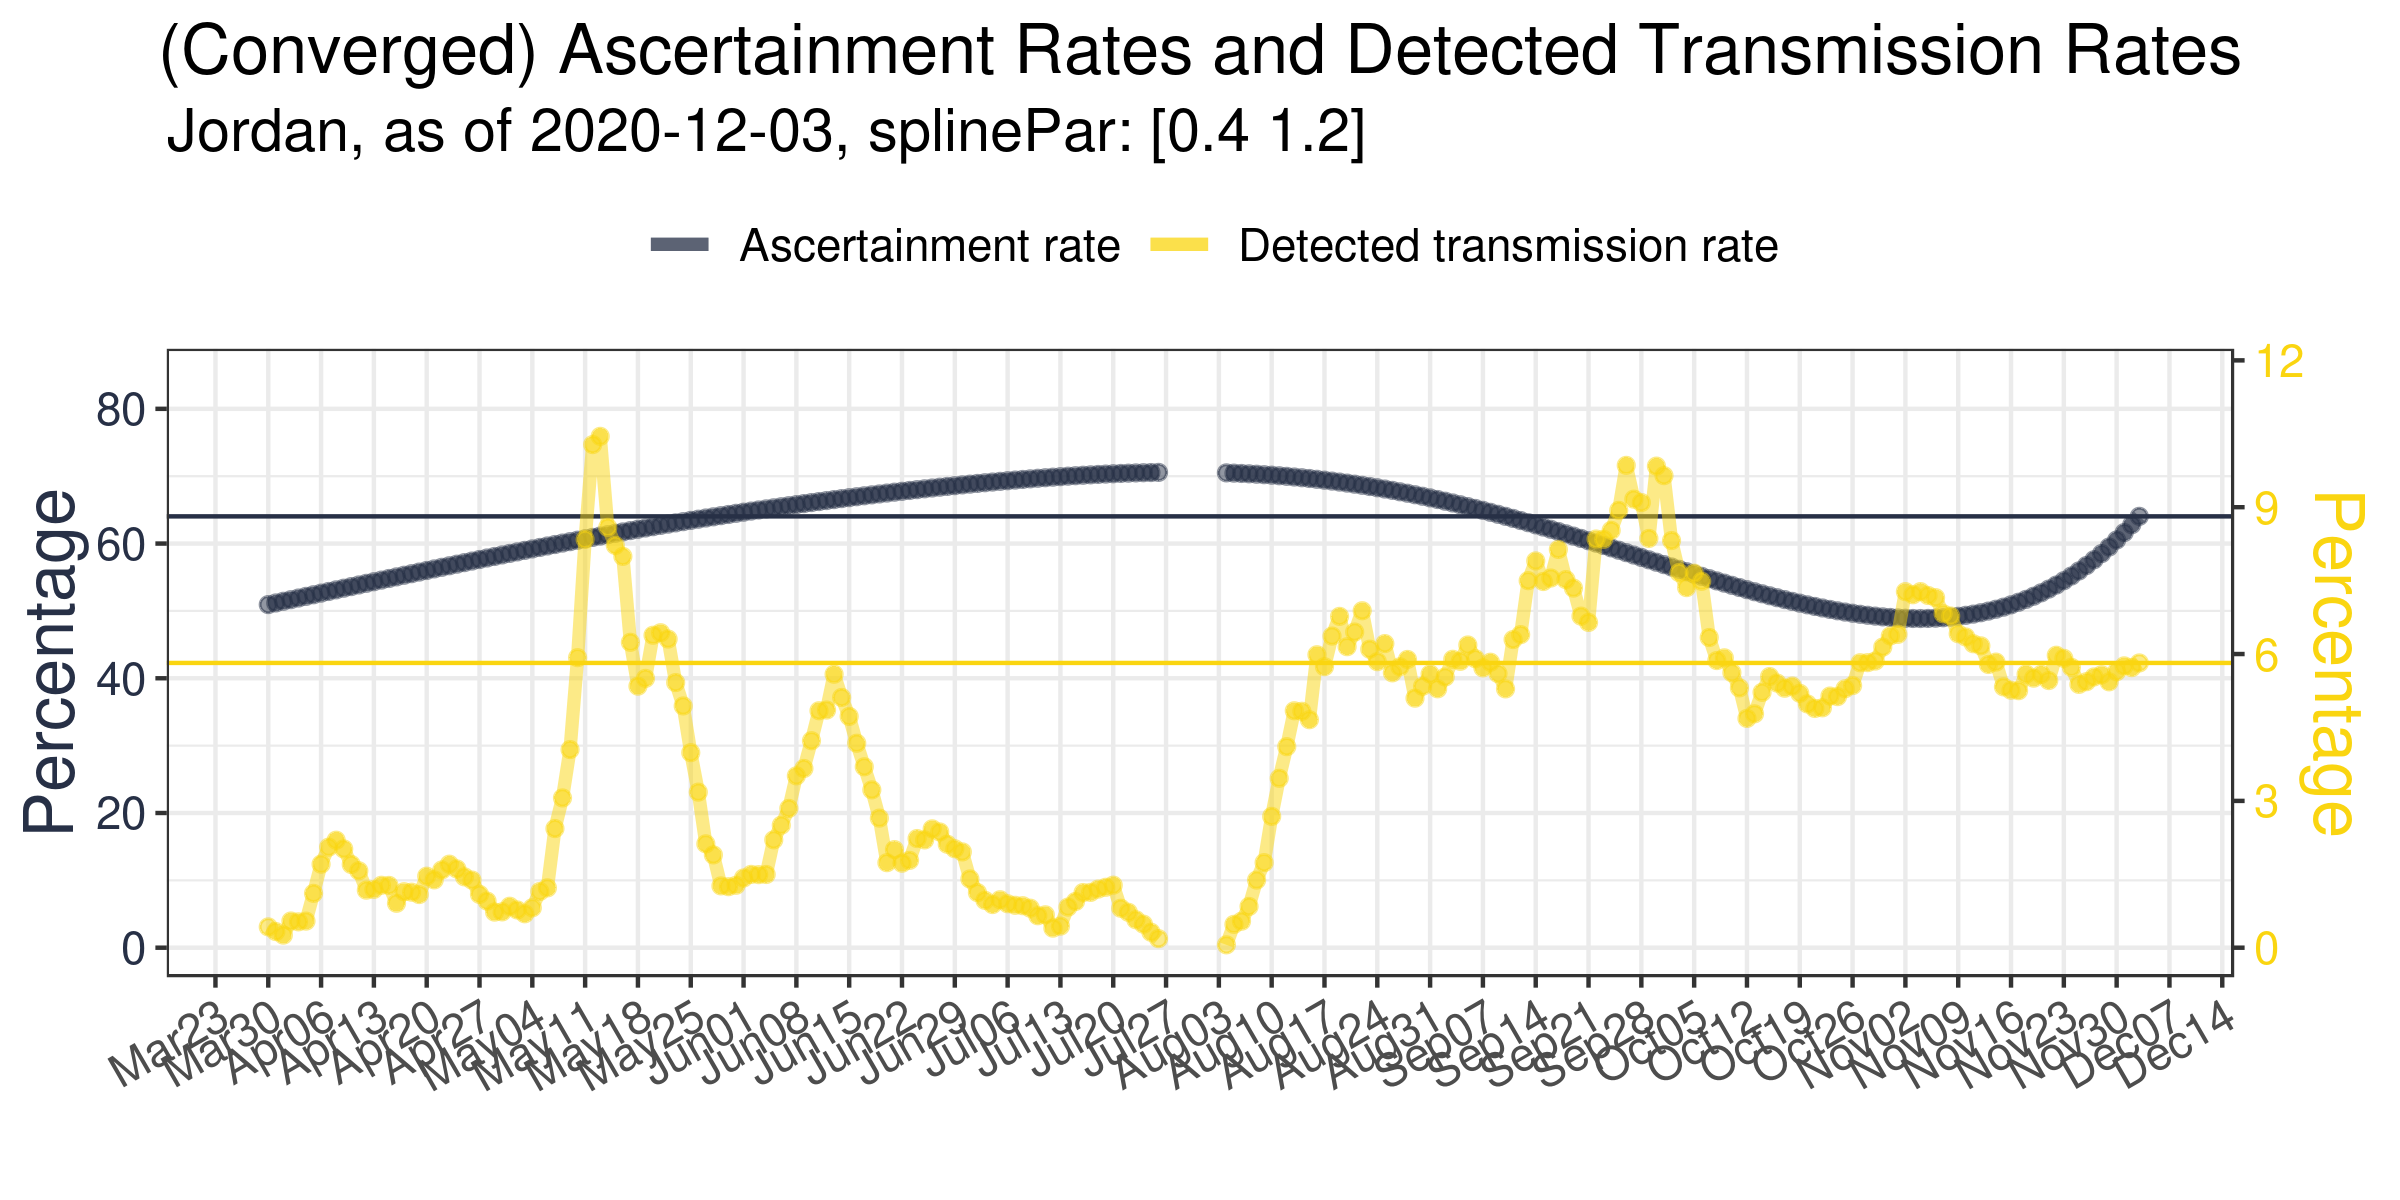 (Converged) Ascertainment Rates and Detected Transmission Rates
Jordan, as of 2020-12-03, splinePar: [0.4 1.2]
Ascertainment rate Detected transmission rate
Percentage
80
60
40
20
0
12
9
6
3
0
Percentage
Mar23 Mar30 Apr06 Apr13 Apr20 Apr27 May04 May11 May18 May25 Jun01 Jun08 Jun15 Jun22 Jun29 Jul06 Jul13 Jul20 Jul27 Aug03 Aug10 Aug17 Aug24 Aug31 Sep07 Sep14 Sep21 Sep28 Oct05 Oct12 Oct19 Oct26 Nov02 Nov09 Nov16 Nov23 Nov30 Dec07 Dec14